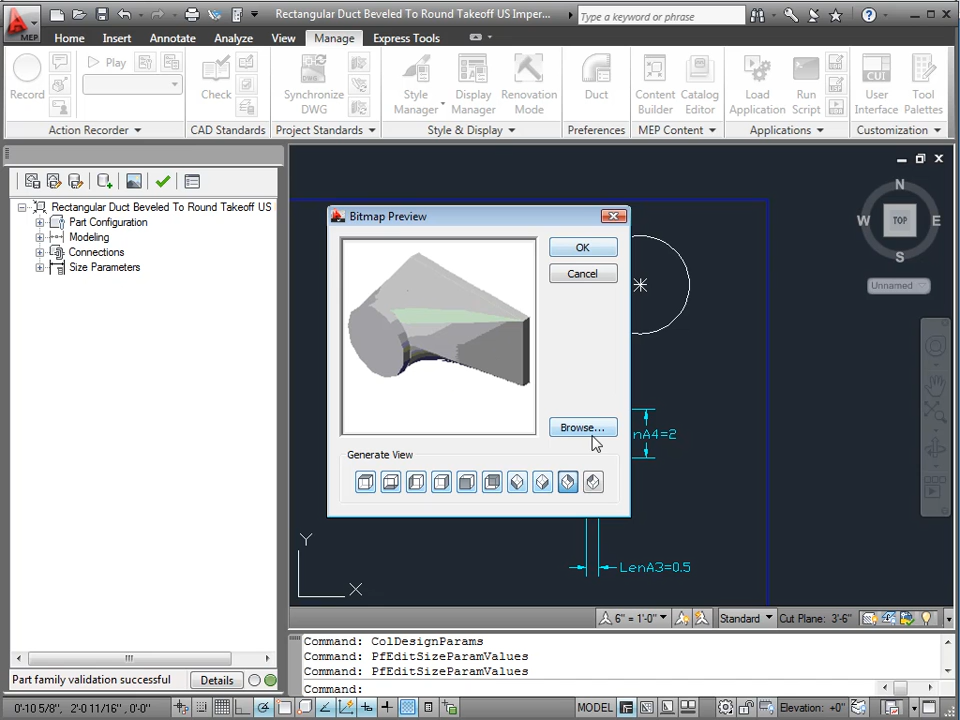 Rectangular Duct Beveled To Round Takeoff US Imper...
Type a keyword or phrase
MEP
Home
Insert
Annotate
Analyze
View
Manage
Express Tools
Record
Play
Action Recorder
Check
CAD Standards
Synchronize
DWG
Project Standards
Style
Manager
Display
Manager
Renovation
Mode
Style & Display
Duct
Preferences
Content
Builder
Catalog
Editor
MEP Content
Load
Application
Run
Script
Applications
CUI
User
Interface
Tool
Palettes
Customization
Rectangular Duct Beveled To Round Takeoff US
Part Configuration
Modeling
Connections
Size Parameters
Part family validation successful
Details
Bitmap Preview
OK
Cancel
Browse...
Generate View
N
W
TOP
E
S
Unnamed
nA4=2
LenA3=0.5
Y
X
6" = 1'-0"
Standard
Cut Plane: 3'-6"
Command: ColDesignParams
Command: PfEditSizeParamValues
Command: PfEditSizeParamValues
Command:
0'-10 5/8", 2'-0 11/16", 0'-0"
MODEL
Elevation: +0"